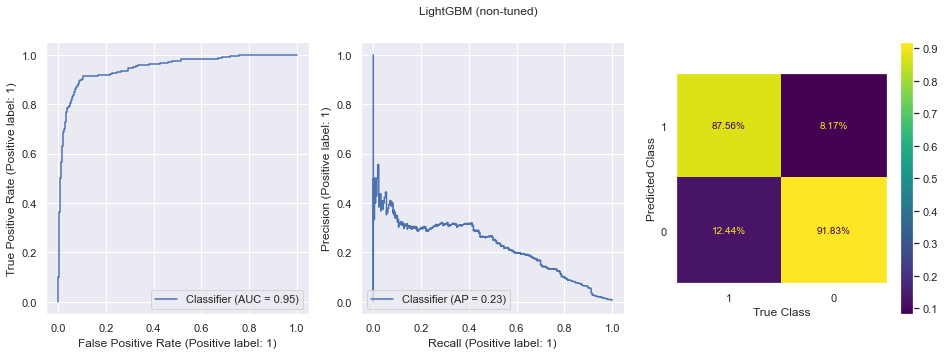 LightGBM (non-tuned)
True Positive Rate (Positive label: 1)
1.0
0.8
0.6
0.4
0.2
0.0
Classifier (AUC = 0.95)
0.0 0.2 0.4 0.6 0.8 1.0
False Positive Rate (Positive label: 1)
Precision (Positive label: 1)
1.0
0.8
0.6
0.4
0.2
0.0
Classifier (AP = 0.23)
0.0 0.2 0.4 0.6 0.8 1.0
Recall (Positive label: 1)
Predicted Class
1 87.56% 8.17%
0 12.44% 91.83%
1 0
True Class
0.9
0.8
0.7
0.6
0.5
0.4
0.3
0.2
0.1